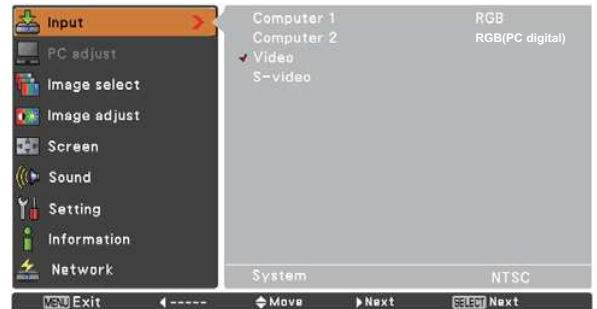 Input
PC adjust
Image select
Image adjust
Screen
Sound
Setting
Information
Network
Computer 1 RGB
Computer 2 RGB(PC digital)
Video
S-video
System NTSC
MENU Exit ----- Move Next SELECT Next